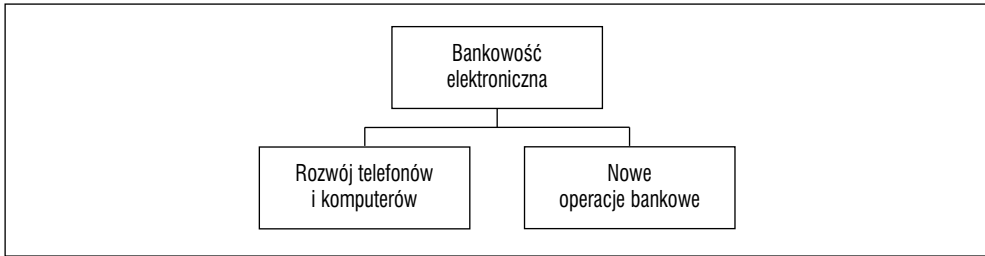 Bankowość
elektroniczna
Rozwój telefonów
i komputerów
Nowe
operacje bankowe